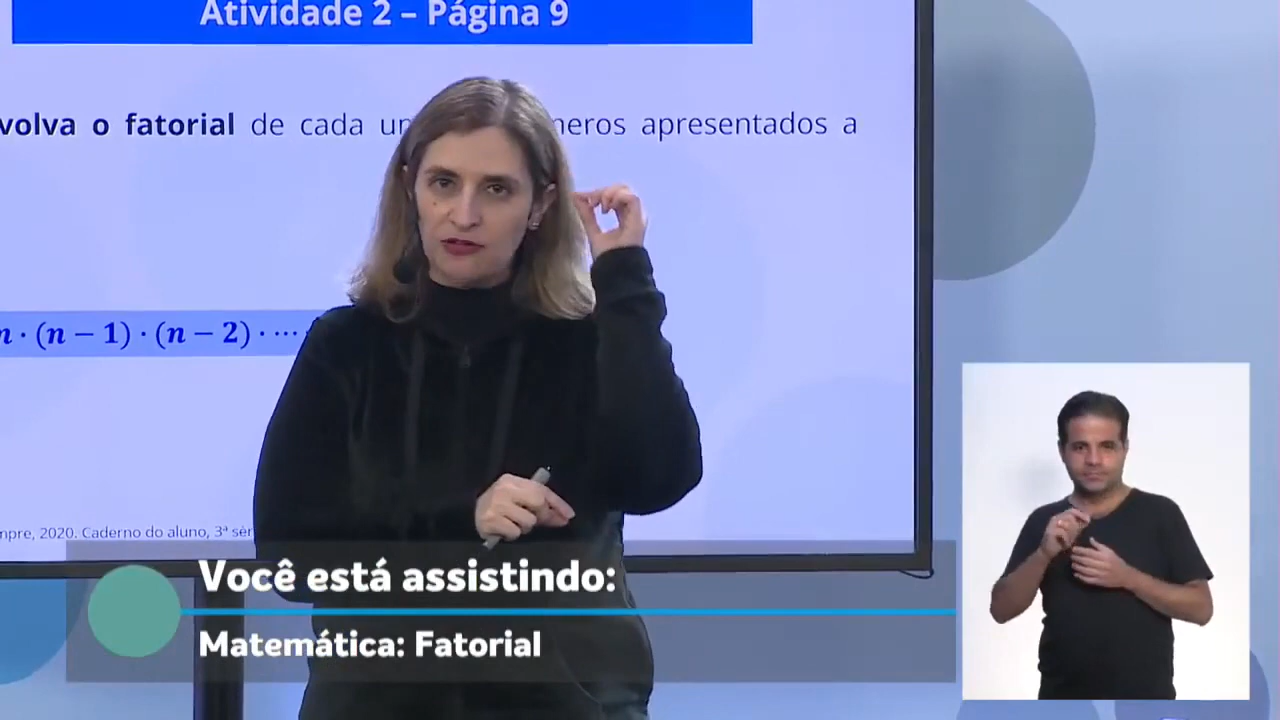 Atividade 2 – Página 9
volva o fatorial de cada um meros apresentados a
n · (n − 1) · (n − 2) · ⋯
mpre, 2020. Caderno do aluno, 3ª sér
Você está assistindo:
Matemática: Fatorial